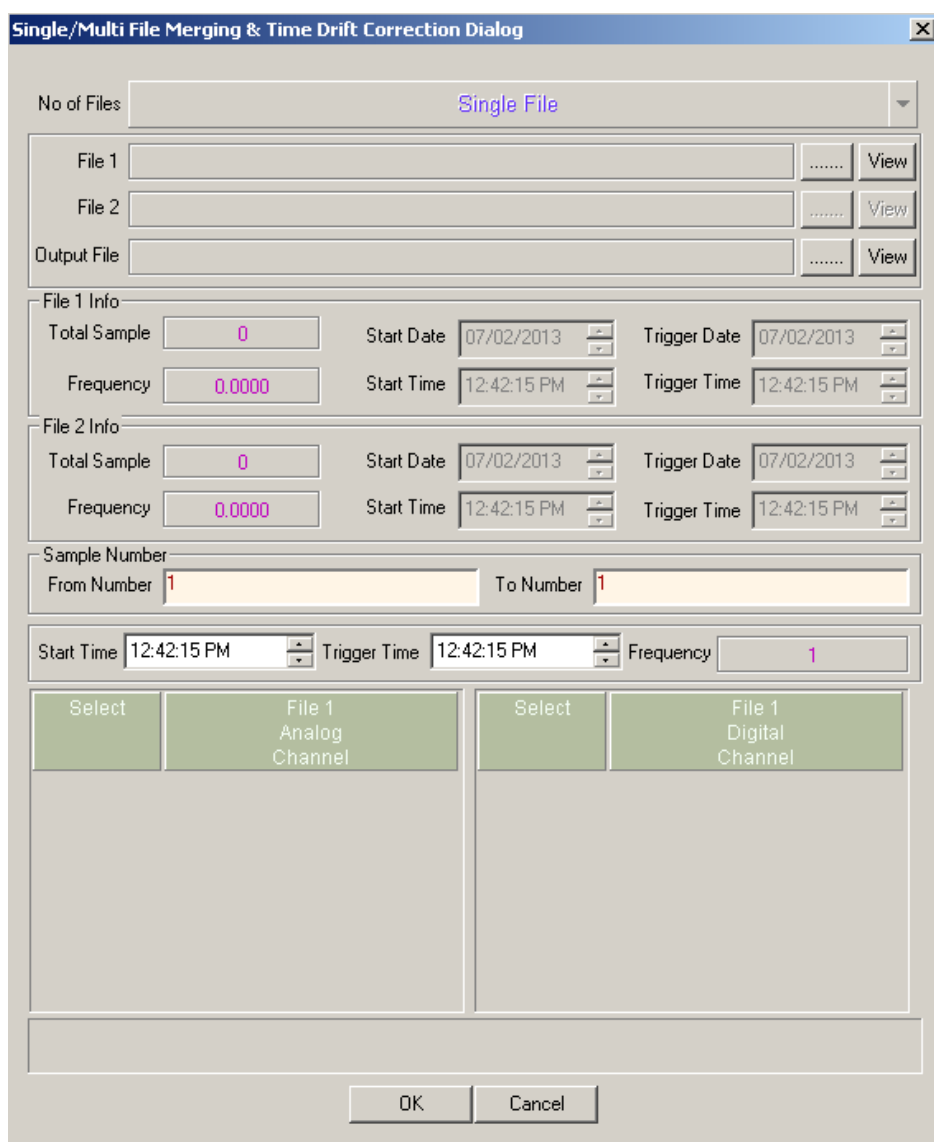 Single/Multi File Merging & Time Drift Correction Dialog
No of Files Single File
File 1 ....... View
File 2 ....... View
Output File ....... View
File 1 Info
Total Sample 0 Start Date 07/02/2013 Trigger Date 07/02/2013
Frequency 0.0000 Start Time 12:42:15 PM Trigger Time 12:42:15 PM
File 2 Info
Total Sample 0 Start Date 07/02/2013 Trigger Date 07/02/2013
Frequency 0.0000 Start Time 12:42:15 PM Trigger Time 12:42:15 PM
Sample Number
From Number 1 To Number 1
Start Time 12:42:15 PM Trigger Time 12:42:15 PM Frequency 1
Select File 1 Analog Channel Select File 1 Digital Channel
OK Cancel